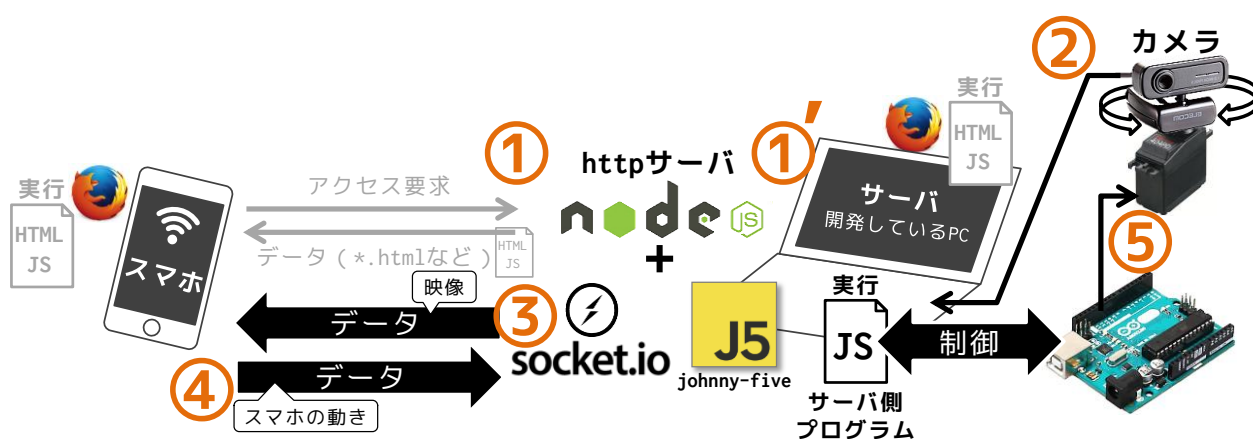 ②
カメラ
実行
HTML
JS
①
httpサーバ
①'
node
JS
+
サーバ
開発しているPC
実行
HTML
JS
スマホ
アクセス要求
データ ( *.htmlなど )
HTML
JS
映像
データ
③
socket.io
④
データ
スマホの動き
J5
johnny-five
実行
JS
サーバ側
プログラム
制御
⑤